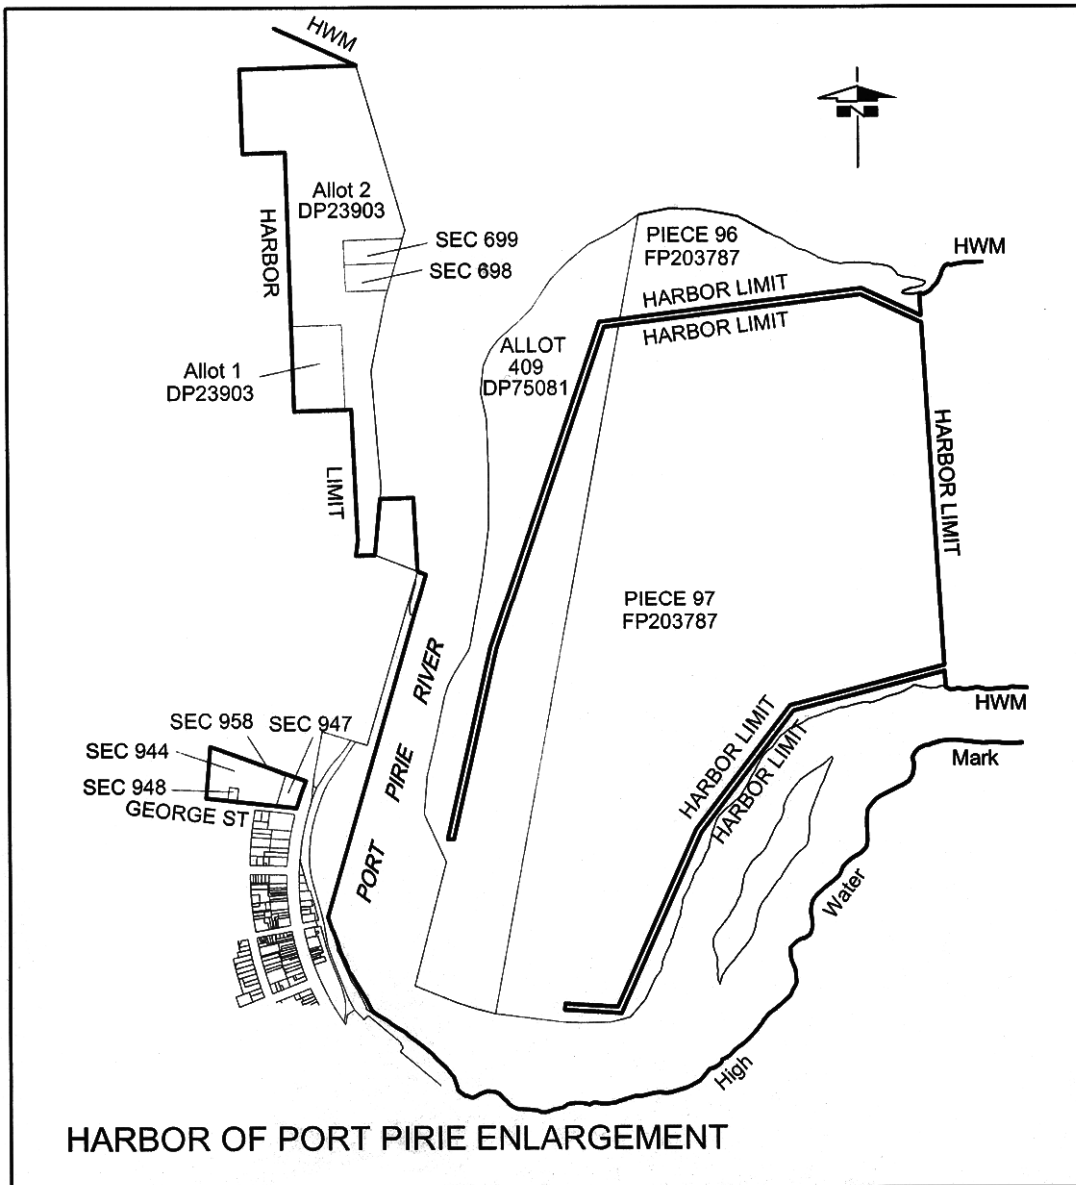 HWM
Allot 2
DP23903
HARBOR
SEC 699
SEC 698
Allot 1
DP23903
LIMIT
N
PIECE 96
FP203787
HWM
HARBOR LIMIT
HARBOR LIMIT
ALLOT
409
DP75081
HARBOR LIMIT
PIECE 97
FP203787
PORT PIRIE RIVER
SEC 958
SEC 947
SEC 944
SEC 948
GEORGE ST
HARBOR LIMIT
HARBOR LIMIT
HWM
Mark
Water
High
HARBOR OF PORT PIRIE ENLARGEMENT